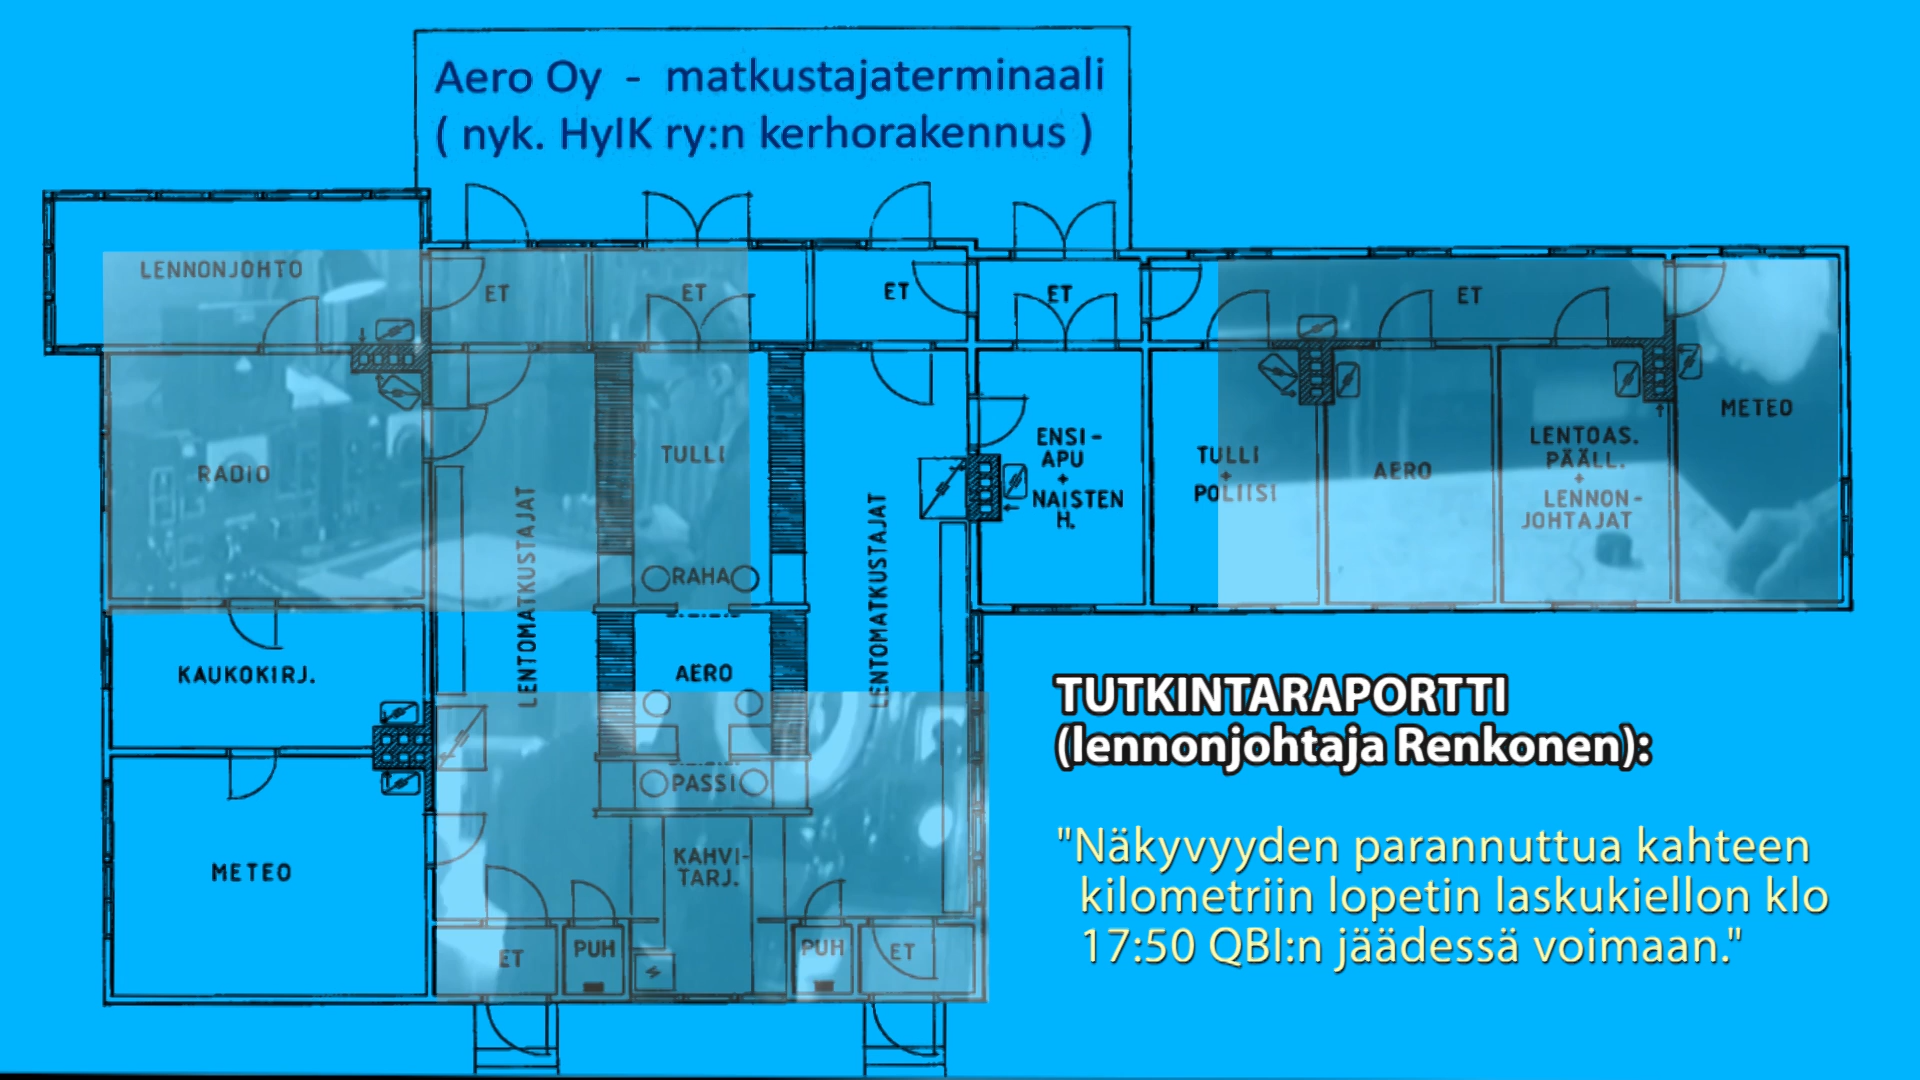 Aero Oy - matkustajaterminaali
( nyk. HyIK ry:n kerhorakennus )
LENNONJOHTO
ET
ET
ET
ET
ET
RADIO
LENTOMATKUSTAJAT
TULLI
RAHA
LENTOMATKUSTAJAT
ENSI-
APU
+
NAISTEN
H.
TULLI
+
POLIISI
AERO
LENTOAS.
PÄÄLL.
+
LENNON-
JOHTAJAT
METEO
KAUKOKIRJ.
AERO
PASSI
METEO
KAHVI-
TARJ.
ET
PUH
PUH
ET
TUTKINTARAPORTTI
(lennonjohtaja Renkonen):
"Näkyvyyden parannuttua kahteen
kilometriin lopetin laskukiellon klo
17:50 QBI:n jäädessä voimaan."